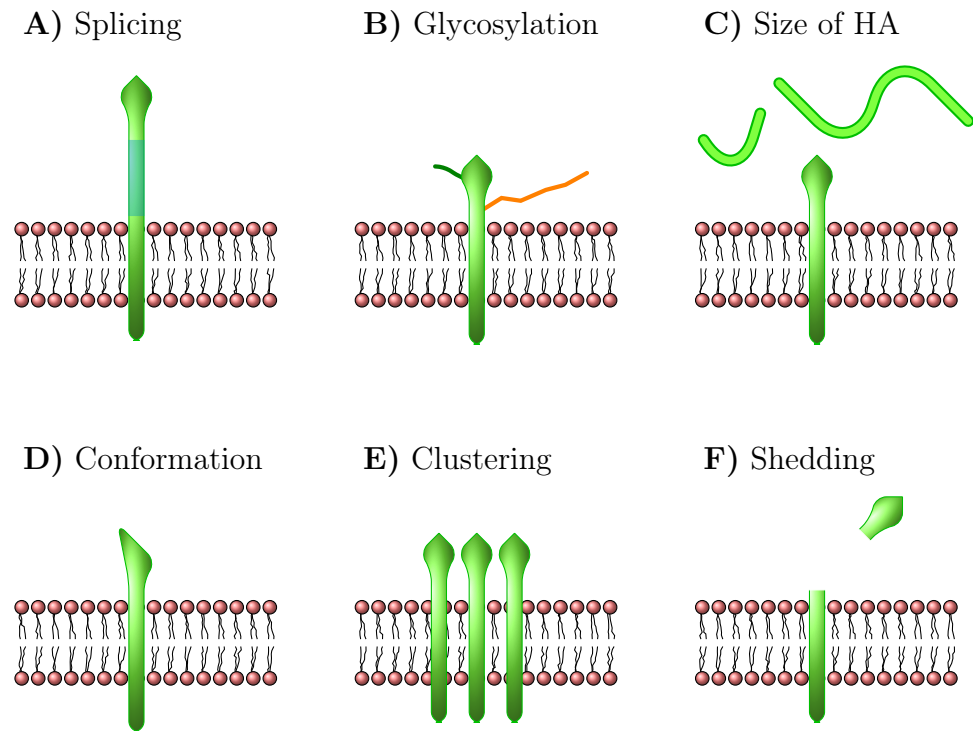 A) Splicing
B) Glycosylation
C) Size of HA
D) Conformation
E) Clustering
F) Shedding